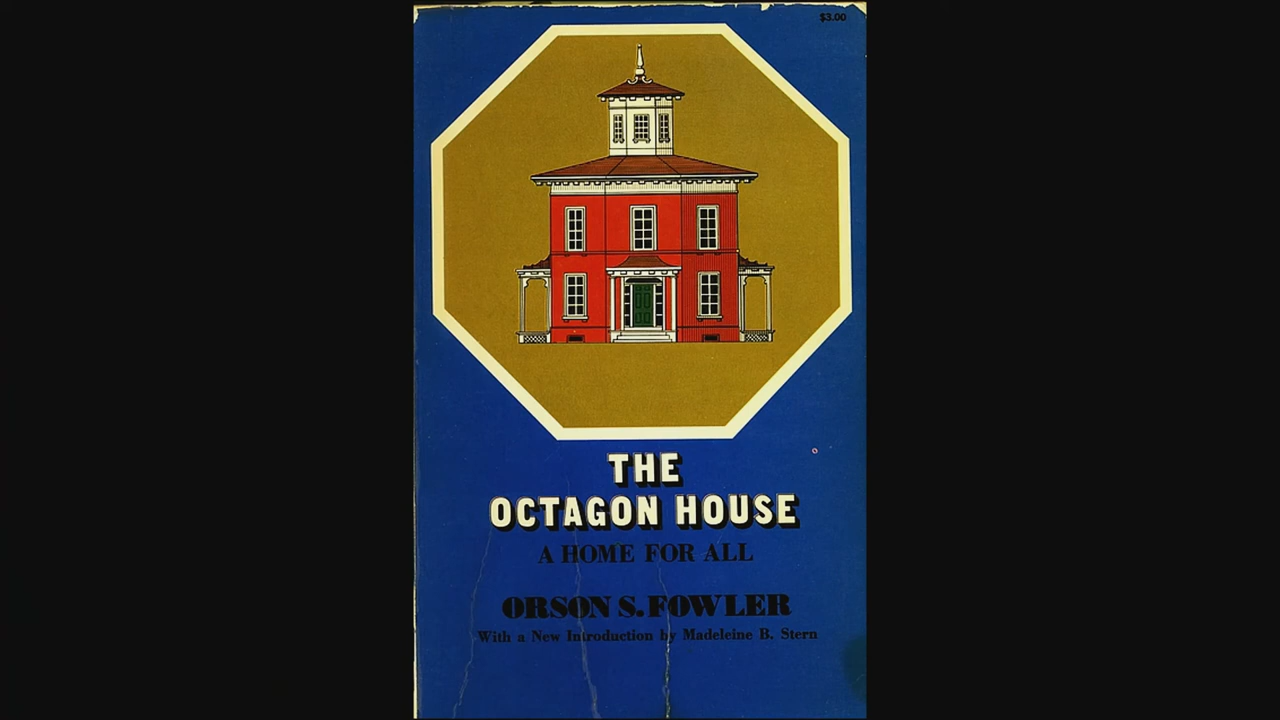 $3.00
THE
OCTAGON HOUSE
A HOME FOR ALL
ORSON S. FOWLER
With a New Introduction by Madeleine B. Stern